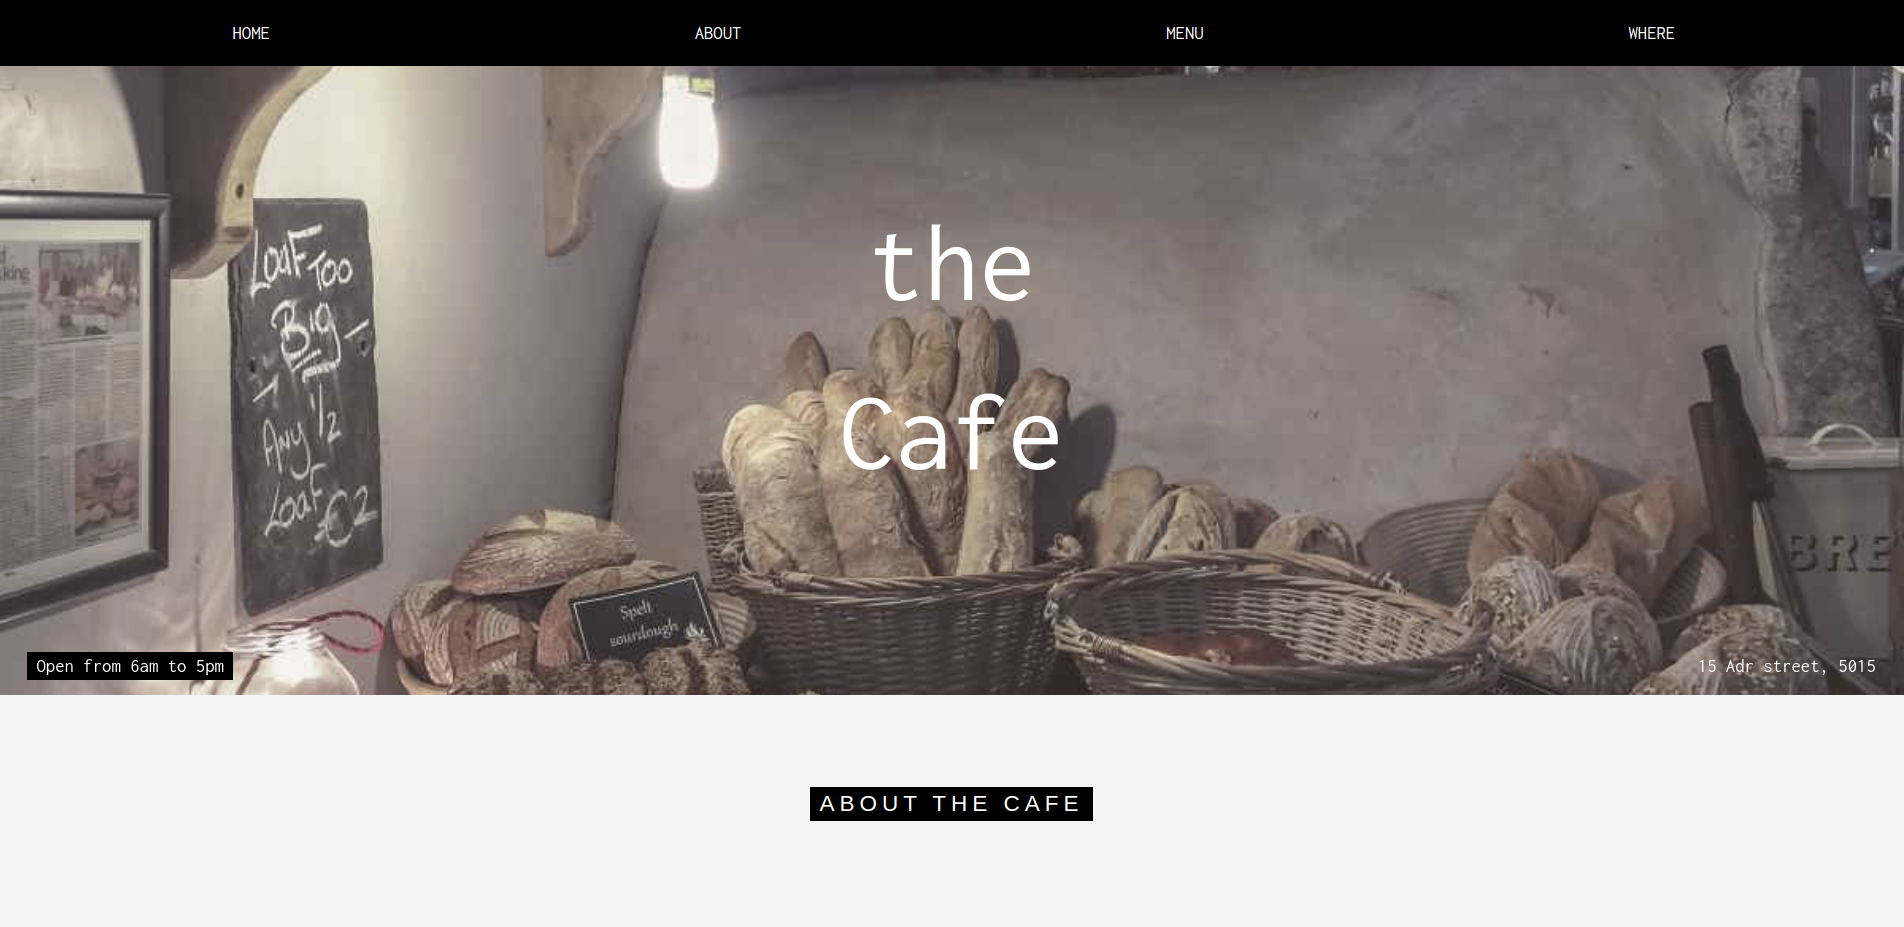 HOME
ABOUT
MENU
WHERE
the
Cafe
LOAF TOO
BIG
1/2
ANY
LOAF
£2
Spelt
sourdough
BRE
Open from 6am to 5pm
15 Adr street, 5015
ABOUT THE CAFE